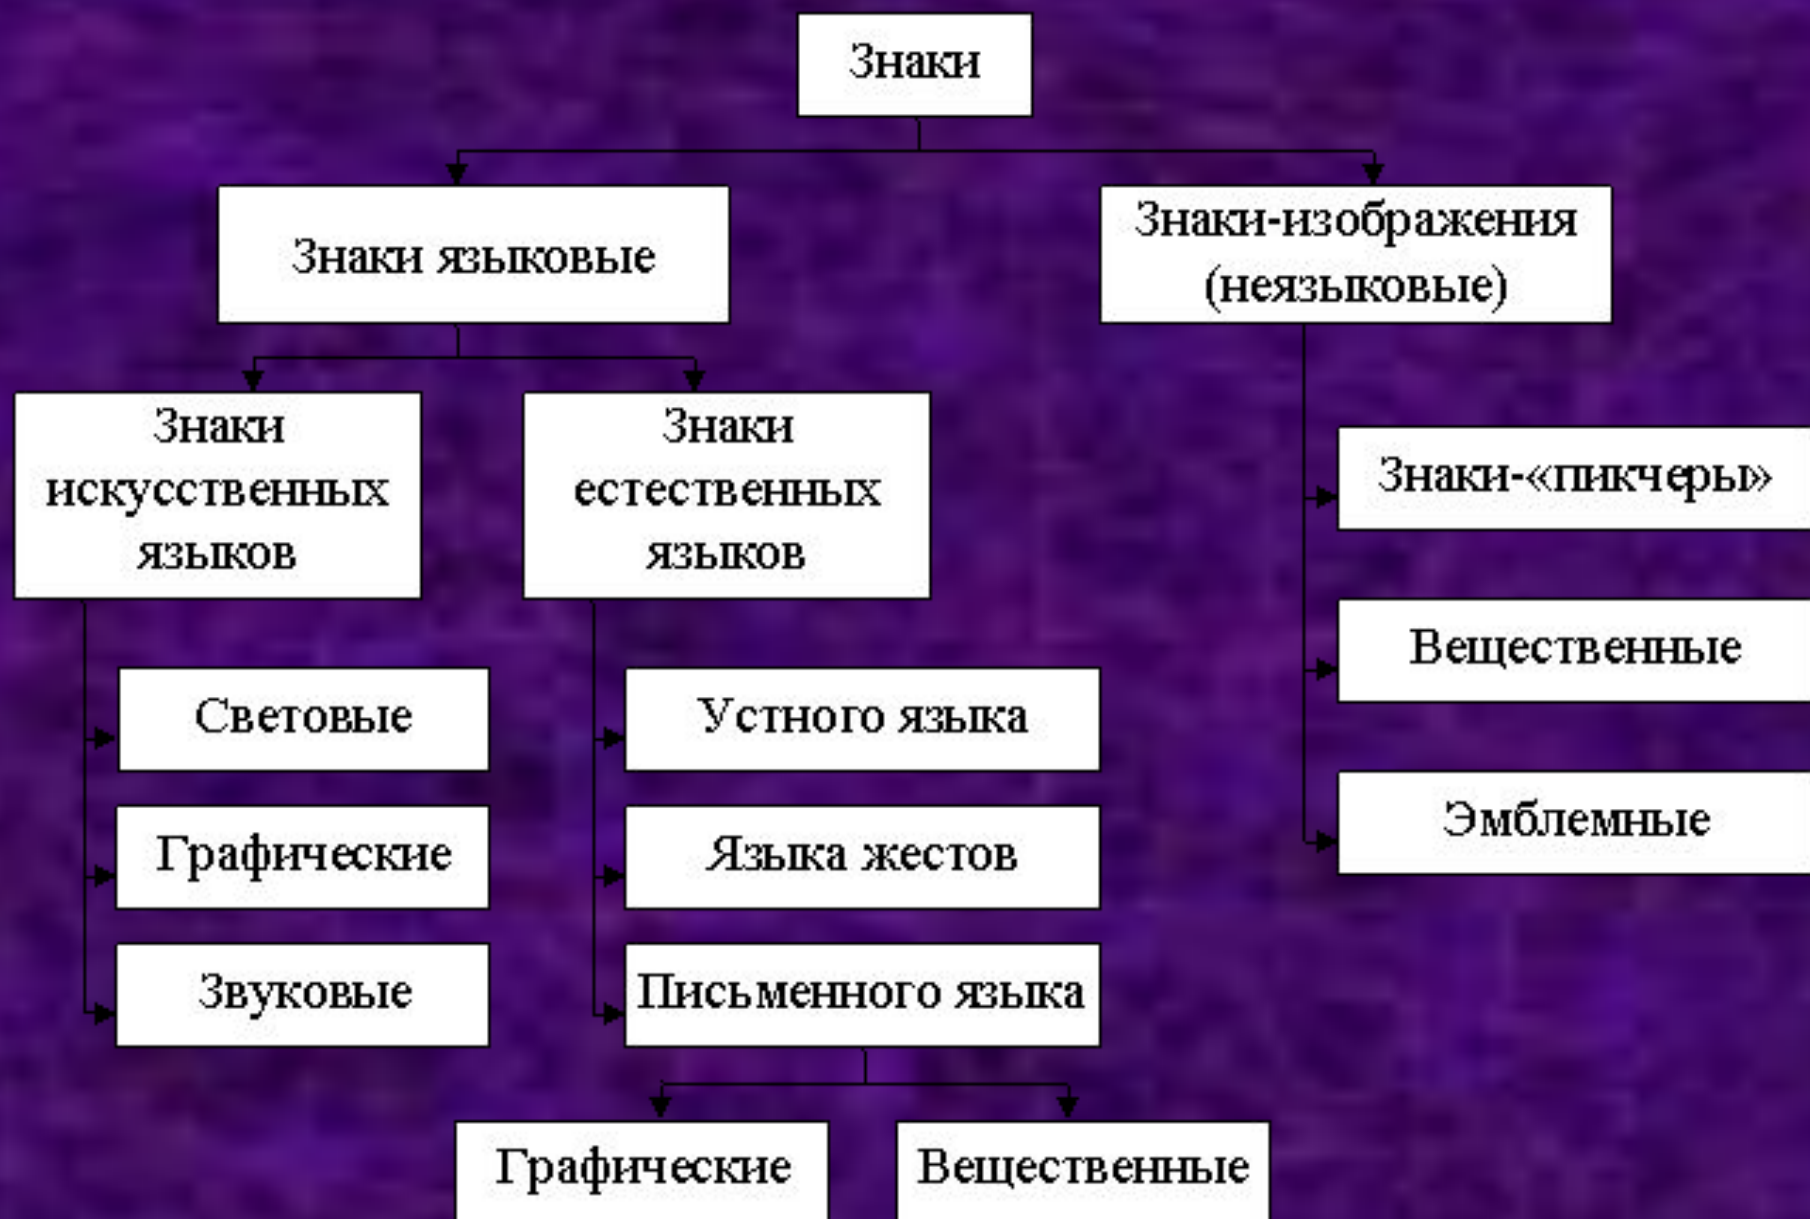 Знаки
Знаки языковые
Знаки-изображения
(неязыковые)
Знаки
искусственных
языков
Знаки
естественных
языков
Знаки-«пикчеры»
Вещественные
Эмблемные
Световые
Графические
Звуковые
Устного языка
Языка жестов
Письменного языка
Графические
Вещественные